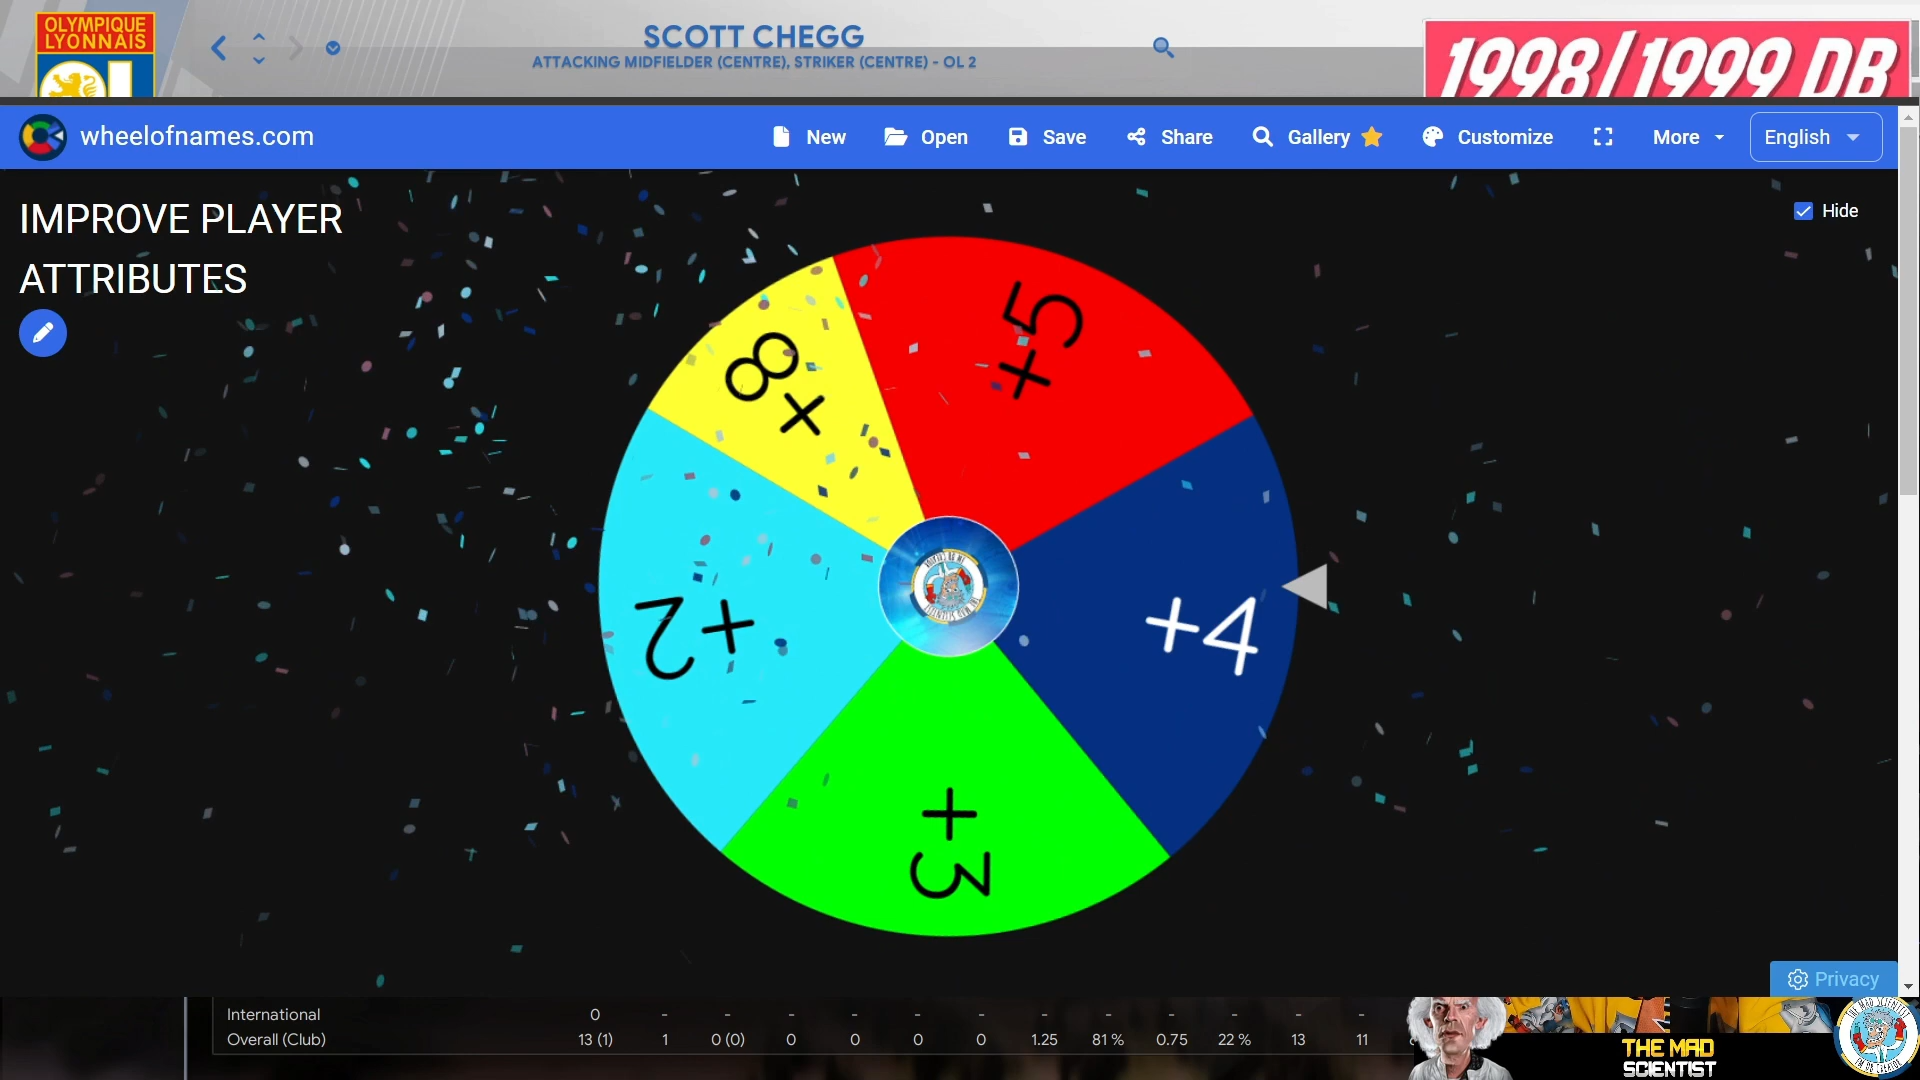 OLYMPIQUE
LYONNAIS
SCOTT CHEGG
ATTACKING MIDFIELDER (CENTRE), STRIKER (CENTRE) - OL 2
1998/1999 DB
wheelofnames.com
New
Open
Save
Share
Gallery
Customize
More
English
IMPROVE PLAYER
ATTRIBUTES
Hide
+5
+8
+4
+2
+3
Privacy
International 0 - - - - - - - - - - - -
Overall (Club) 13 (1) 1 0 (0) 0 0 0 0 1.25 81 % 0.75 22 % 13 11
THE MAD
SCIENTIST